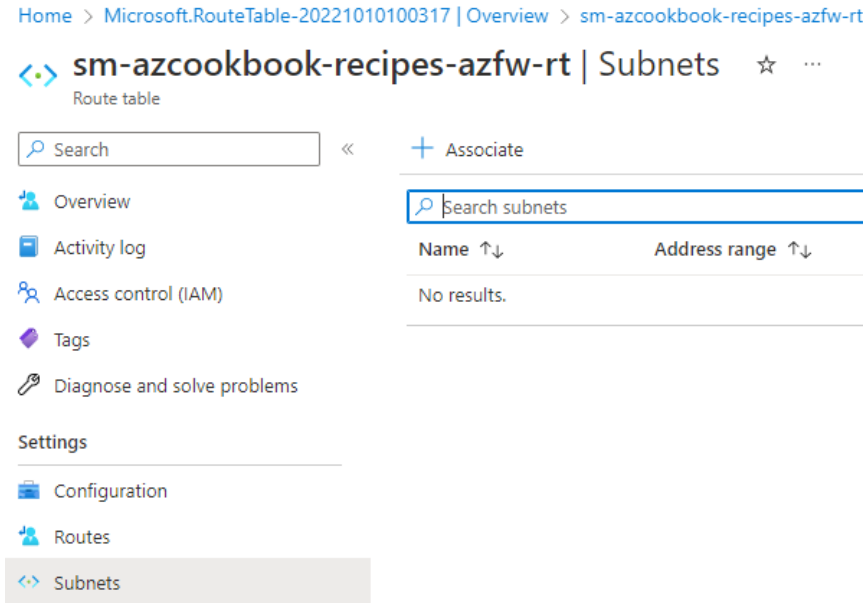 Home > Microsoft.RouteTable-20221010100317 | Overview > sm-azcookbook-recipes-azfw-rt
sm-azcookbook-recipes-azfw-rt | Subnets
Route table
Search
Associate
Overview
Search subnets
Activity log
Name
Address range
Access control (IAM)
No results.
Tags
Diagnose and solve problems
Settings
Configuration
Routes
Subnets